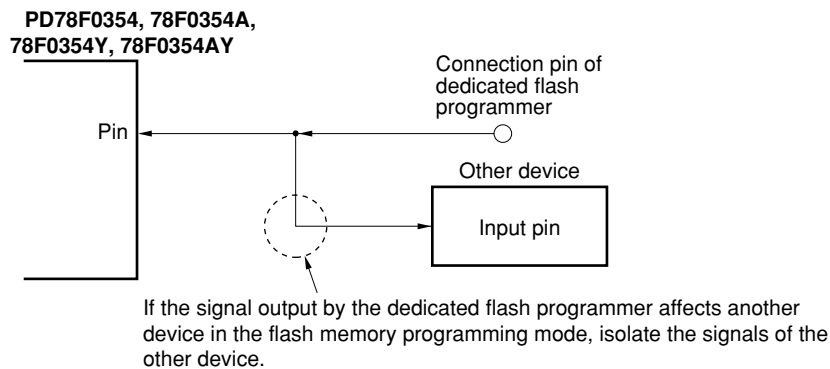 PD78F0354, 78F0354A,
78F0354Y, 78F0354AY
Connection pin of
dedicated flash
programmer
Pin
Other device
Input pin
If the signal output by the dedicated flash programmer affects another
device in the flash memory programming mode, isolate the signals of the
other device.